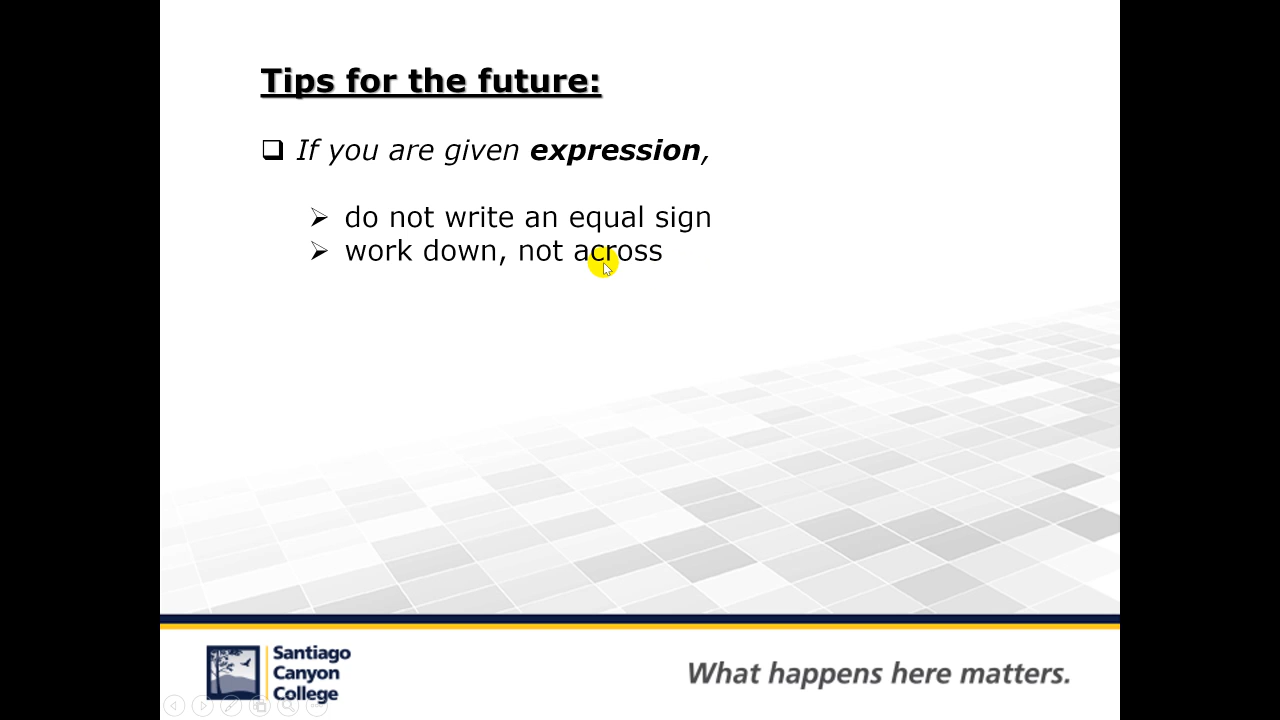 Tips for the future:
If you are given expression,
do not write an equal sign
work down, not across
Santiago
Canyon
College
What happens here matters.